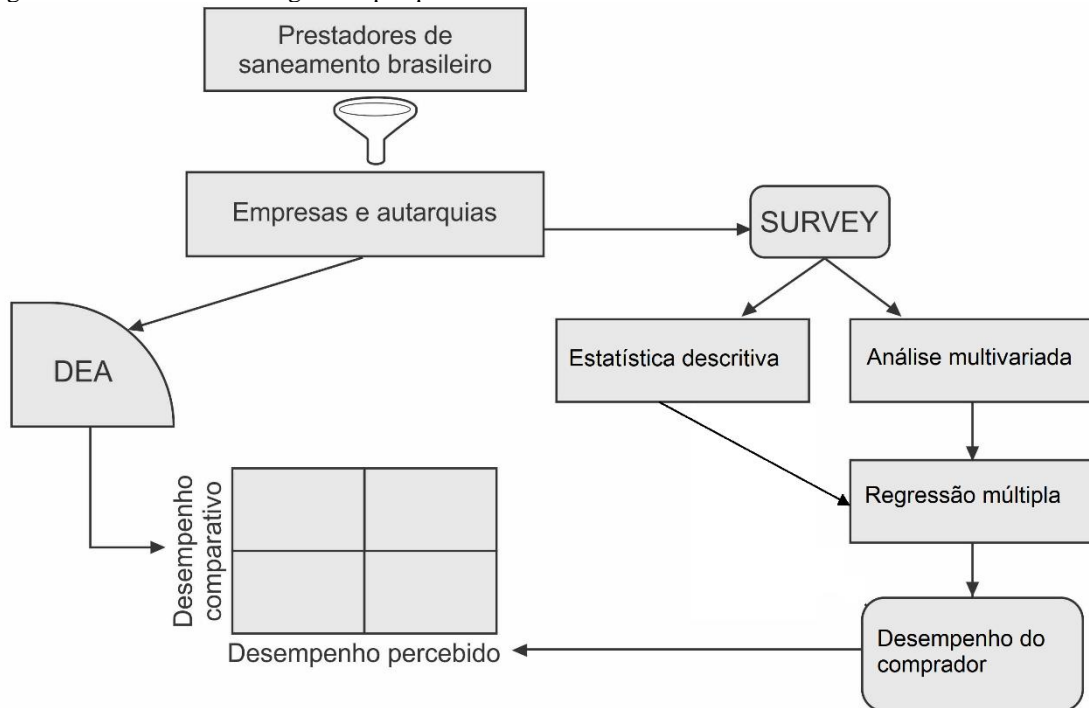 Prestadores de
saneamento brasileiro
Empresas e autarquias
SURVEY
DEA
Estatística descritiva
Análise multivariada
Regressão múltipla
Desempenho
comparativo
Desempenho percebido
Desempenho do
comprador